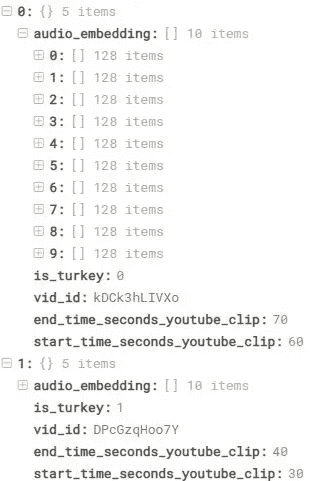 0: {} 5 items
audio_embedding: [] 10 items
0: [] 128 items
1: [] 128 items
2: [] 128 items
3: [] 128 items
4: [] 128 items
5: [] 128 items
6: [] 128 items
7: [] 128 items
8: [] 128 items
9: [] 128 items
is_turkey: 0
vid_id: kDCk3hLIVXo
end_time_seconds_youtube_clip: 70
start_time_seconds_youtube_clip: 60
1: {} 5 items
audio_embedding: [] 10 items
is_turkey: 1
vid_id: DPcGzqHoo7Y
end_time_seconds_youtube_clip: 40
start_time_seconds_youtube_clip: 30